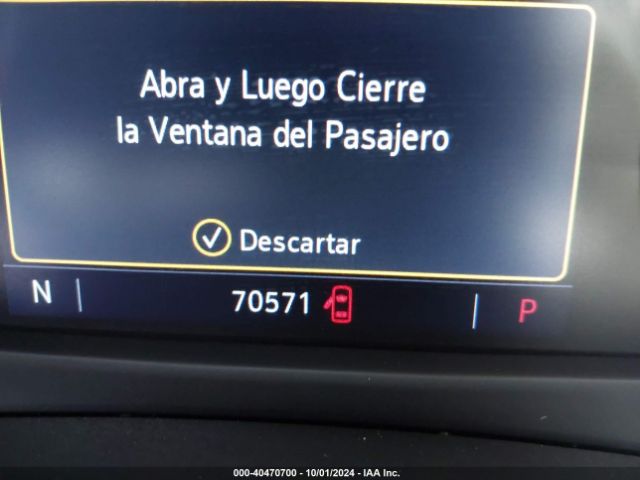 Abra y Luego Cierre
la Ventana del Pasajero
Descartar
N 70571 P
000-40470700 - 10/01/2024 - IAA Inc.